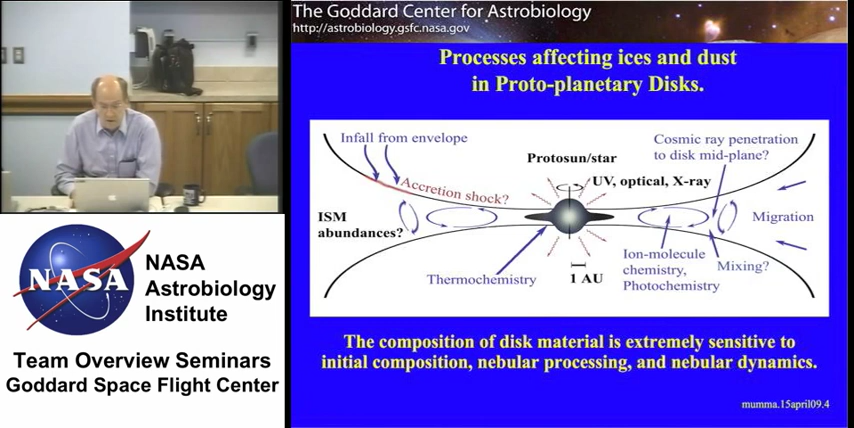 The Goddard Center for Astrobiology
http://astrobiology.gsfc.nasa.gov
Processes affecting ices and dust
in Proto-planetary Disks.
Infall from envelope
Accretion shock?
Protosun/star
UV, optical, X-ray
Cosmic ray penetration
to disk mid-plane?
ISM
abundances?
Migration
Thermochemistry
1 AU
Ion-molecule
chemistry,
Photochemistry
Mixing?
The composition of disk material is extremely sensitive to
initial composition, nebular processing, and nebular dynamics.
mumma.15april09.4
NASA
NASA
Astrobiology
Institute
Team Overview Seminars
Goddard Space Flight Center